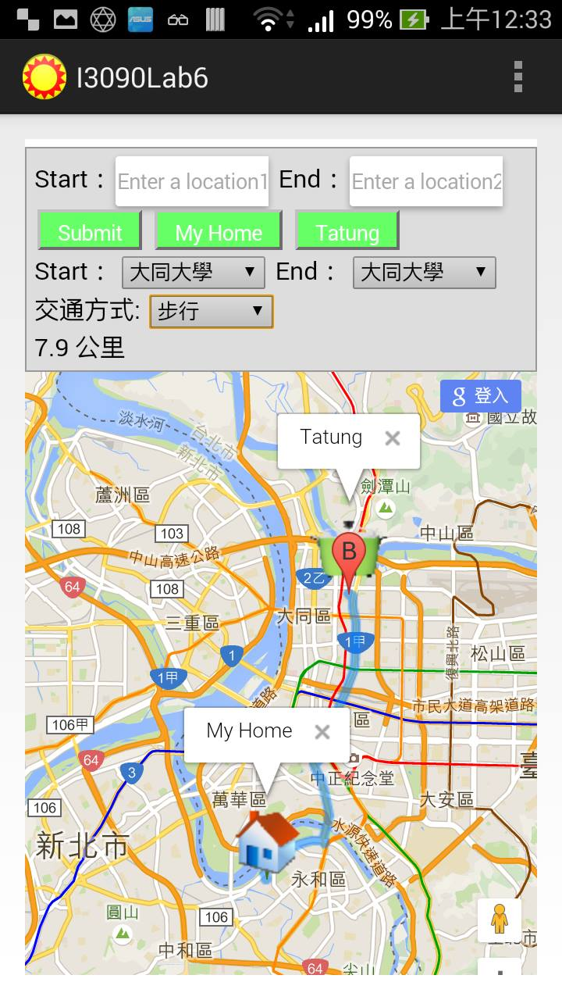 99% 上午12:33
I3090Lab6
Start： Enter a location1 End： Enter a location2
Submit My Home Tatung
Start： 大同大學 End： 大同大學
交通方式: 步行
7.9 公里
g 登入
淡水河
台北市
新北市
國立故
Tatung
劍潭山
蘆洲區
108
103
中山區
中山高速公路
B
64
108
2乙
大同區
三重區
1甲
復興北路
松山區
1
1甲
路
市民大道高架道路
106甲
區
My Home
64
3
中正紀念堂
臺
106
萬華區
大安區
新北市
水源快速道路
永和區
圓山
106
中和區
64
尖山